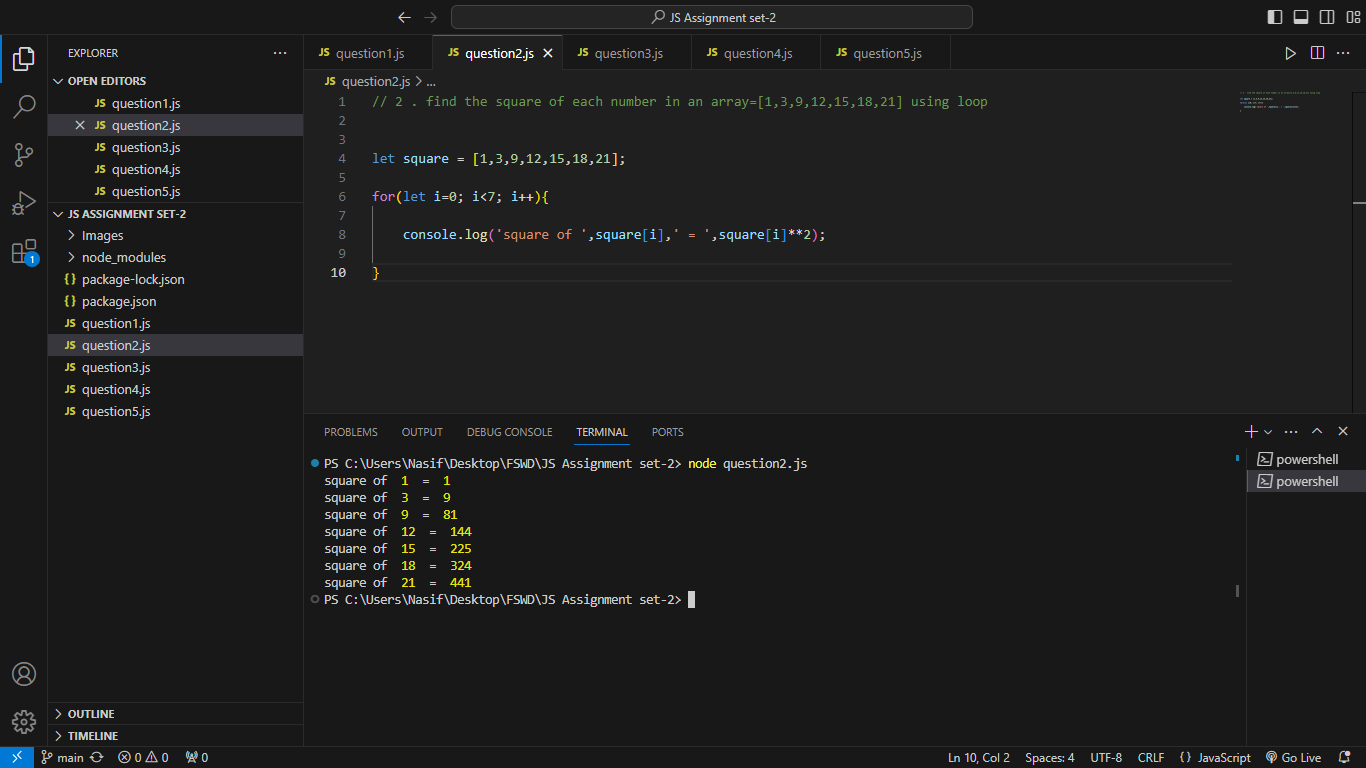 JS Assignment set-2
EXPLORER
OPEN EDITORS
JS question1.js
JS question2.js
JS question3.js
JS question4.js
JS question5.js
JS ASSIGNMENT SET-2
Images
node_modules
{} package-lock.json
{} package.json
JS question1.js
JS question2.js
JS question3.js
JS question4.js
JS question5.js
OUTLINE
TIMELINE
1
JS question1.js JS question2.js JS question3.js JS question4.js JS question5.js
JS question2.js > ...
1 // 2 . find the square of each number in an array=[1,3,9,12,15,18,21] using loop
2
3
4 let square = [1,3,9,12,15,18,21];
5
6 for(let i=0; i<7; i++){
7
8 console.log('square of ',square[i],' = ',square[i]**2);
9
10 }
PROBLEMS OUTPUT DEBUG CONSOLE TERMINAL PORTS
PS C:\Users\Nasif\Desktop\FSWD\JS Assignment set-2> node question2.js
square of  1  =  1
square of  3  =  9
square of  9  =  81
square of  12  =  144
square of  15  =  225
square of  18  =  324
square of  21  =  441
PS C:\Users\Nasif\Desktop\FSWD\JS Assignment set-2>
powershell
powershell
main 0 0 0 Ln 10, Col 2 Spaces: 4 UTF-8 CRLF {} JavaScript Go Live